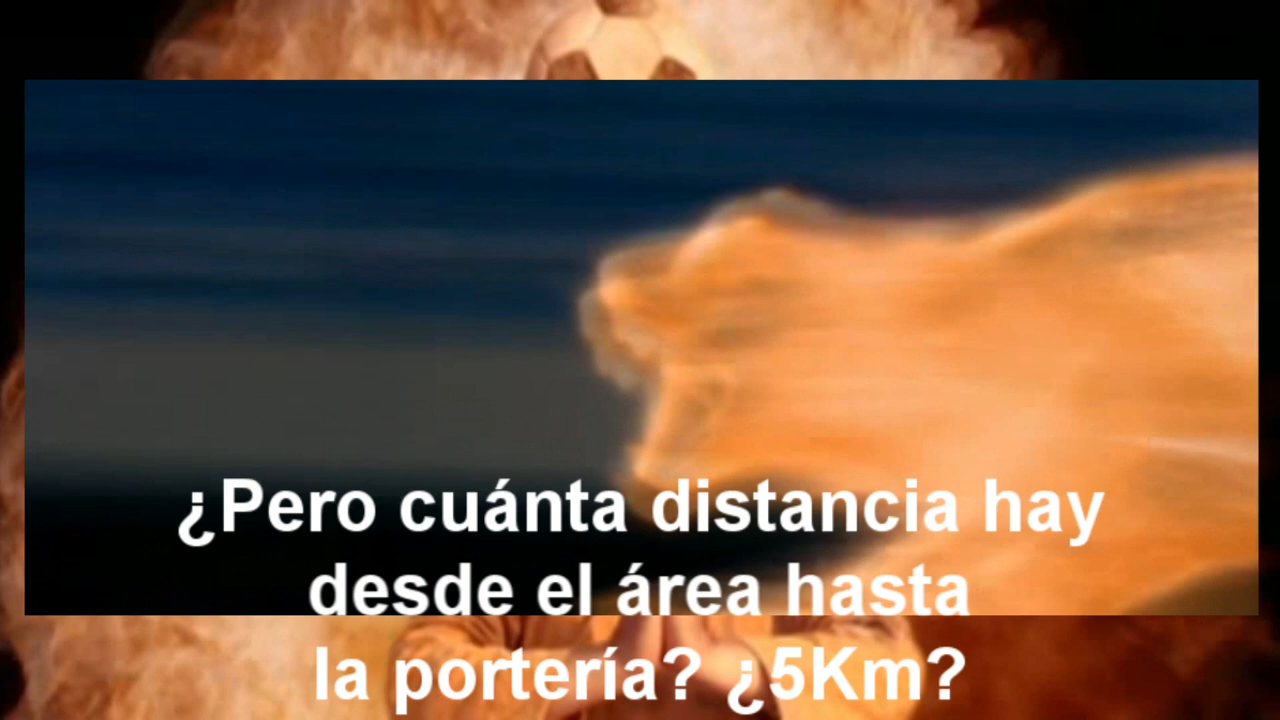 ¿Pero cuánta distancia hay
desde el área hasta
la portería? ¿5Km?